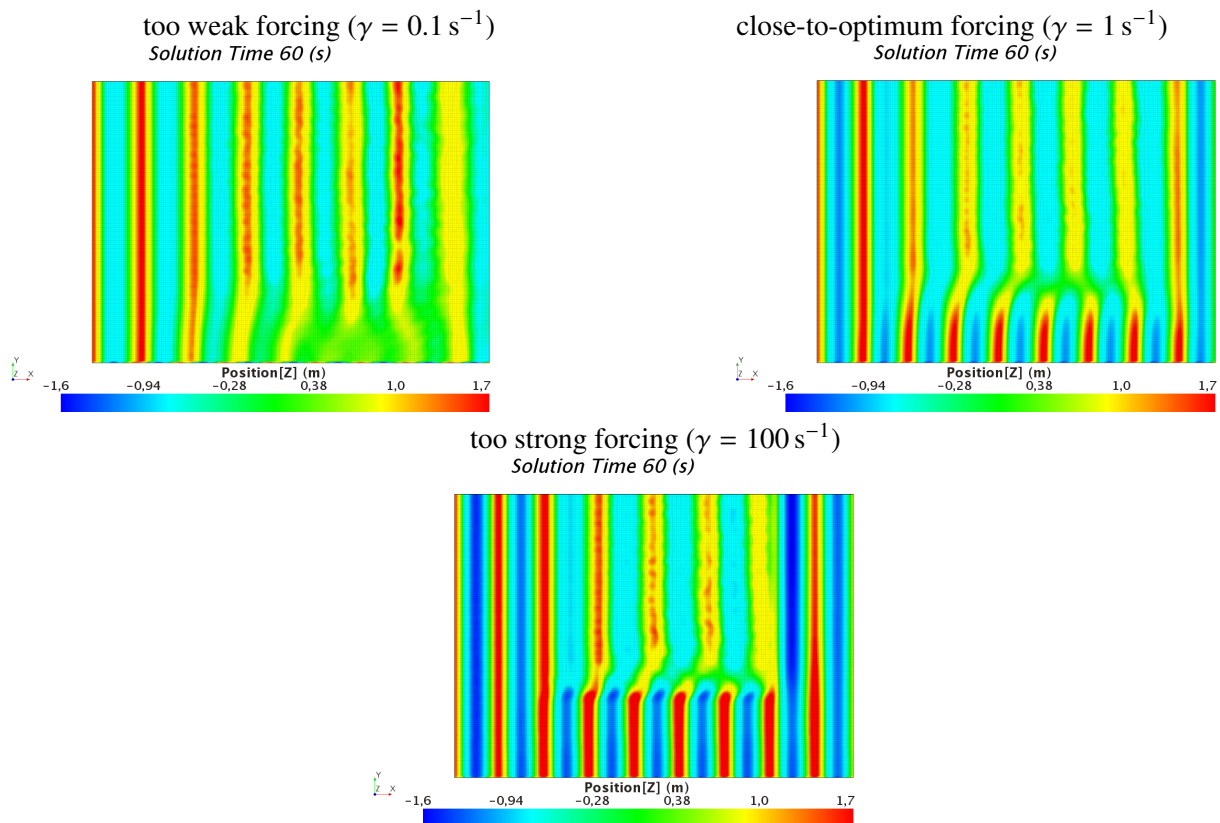 too weak forcing (γ = 0.1 s⁻¹)
Solution Time 60 (s)
Y
Z X
Position[Z] (m)
−1,6 −0,94 −0,28 0,38 1,0 1,7
close-to-optimum forcing (γ = 1 s⁻¹)
Solution Time 60 (s)
Y
Z X
Position[Z] (m)
−1,6 −0,94 −0,28 0,38 1,0 1,7
too strong forcing (γ = 100 s⁻¹)
Solution Time 60 (s)
Y
Z X
Position[Z] (m)
−1,6 −0,94 −0,28 0,38 1,0 1,7